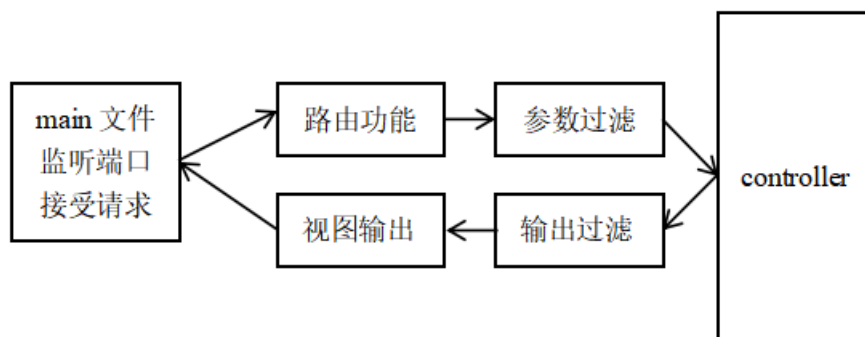 main 文件
监听端口
接受请求
路由功能
参数过滤
controller
视图输出
输出过滤